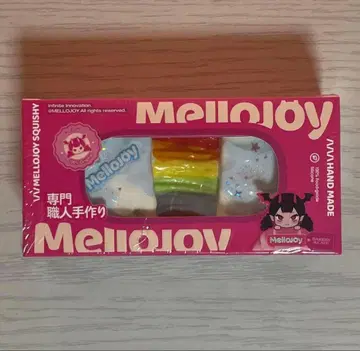 Infinite Innovation
©MELLOJOY All rights reserved.
MelloJoy
MELLOJOY SQUISHY
MelloJoy
専門
職人手作り
HAND MADE
MelloJoy
MelloJoy